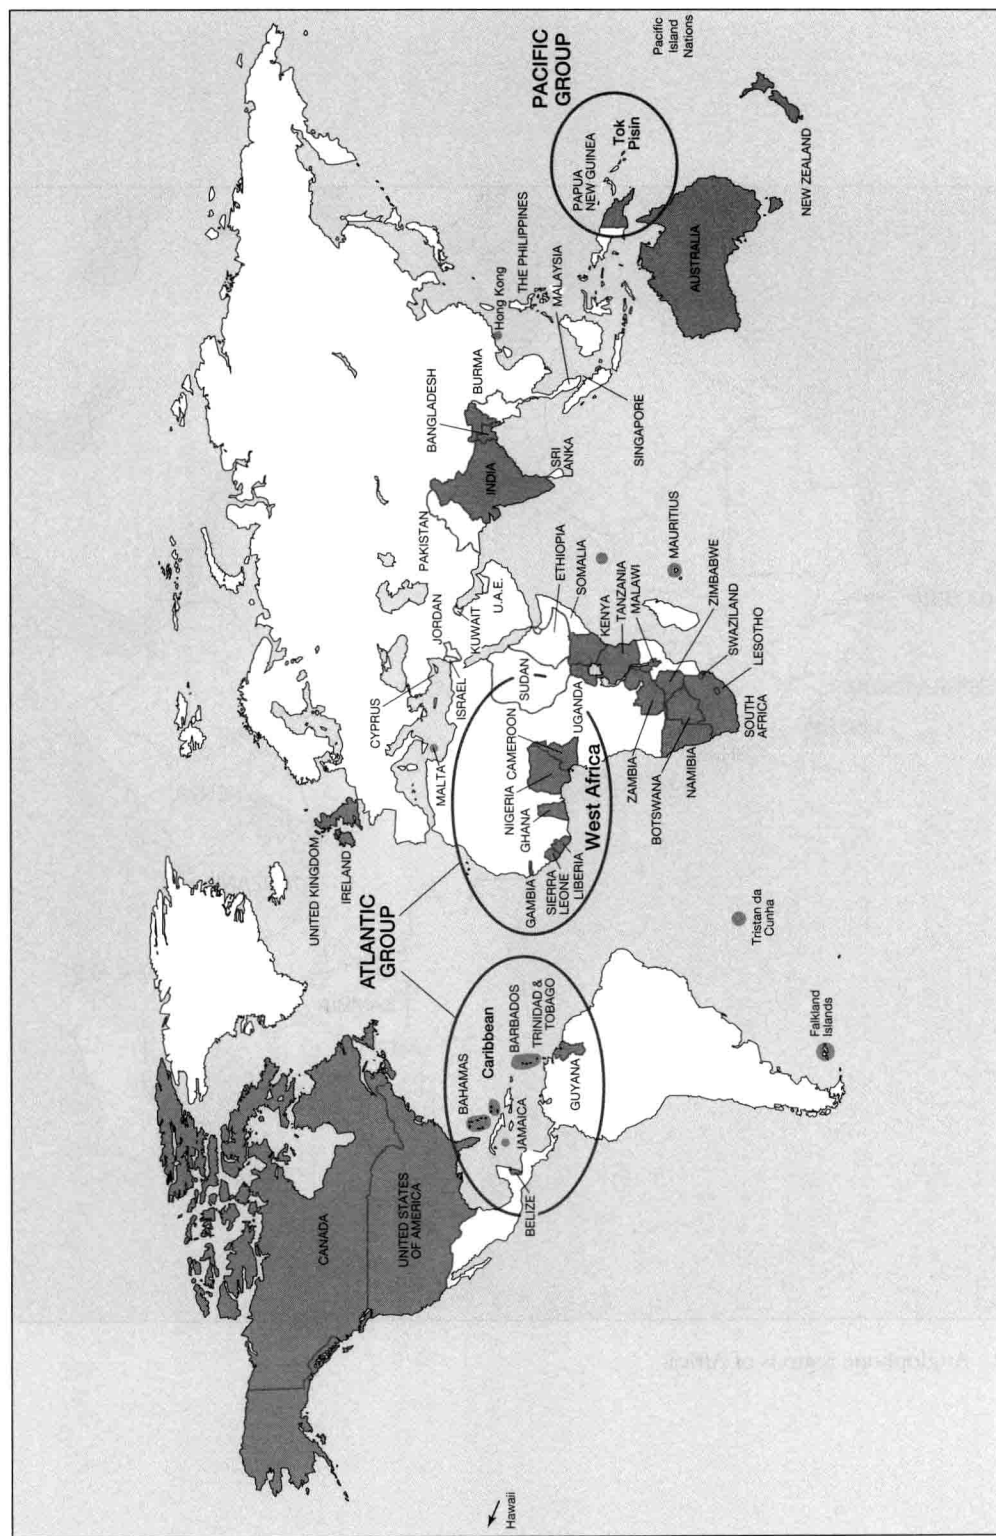 Hawaii
CANADA
UNITED STATES
OF AMERICA
ATLANTIC
GROUP
BAHAMAS
Caribbean
BARBADOS
TRINIDAD &
TOBAGO
JAMAICA
BELIZE
GUYANA
Falkland
Islands
Tristan da
Cunha
UNITED KINGDOM
IRELAND
MALTA
CYPRUS
ISRAEL
JORDAN
KUWAIT
U.A.E.
PAKISTAN
GAMBIA
SIERRA
LEONE
LIBERIA
GHANA
NIGERIA
CAMEROON
West Africa
SUDAN
UGANDA
ETHIOPIA
SOMALIA
KENYA
TANZANIA
MALAWI
MAURITIUS
ZIMBABWE
SWAZILAND
LESOTHO
SOUTH
AFRICA
ZAMBIA
BOTSWANA
NAMIBIA
INDIA
BANGLADESH
BURMA
SRI
LANKA
Hong Kong
THE PHILIPPINES
MALAYSIA
SINGAPORE
PACIFIC
GROUP
PAPUA
NEW GUINEA
Tok
Pisin
Pacific
Island
Nations
AUSTRALIA
NEW ZEALAND